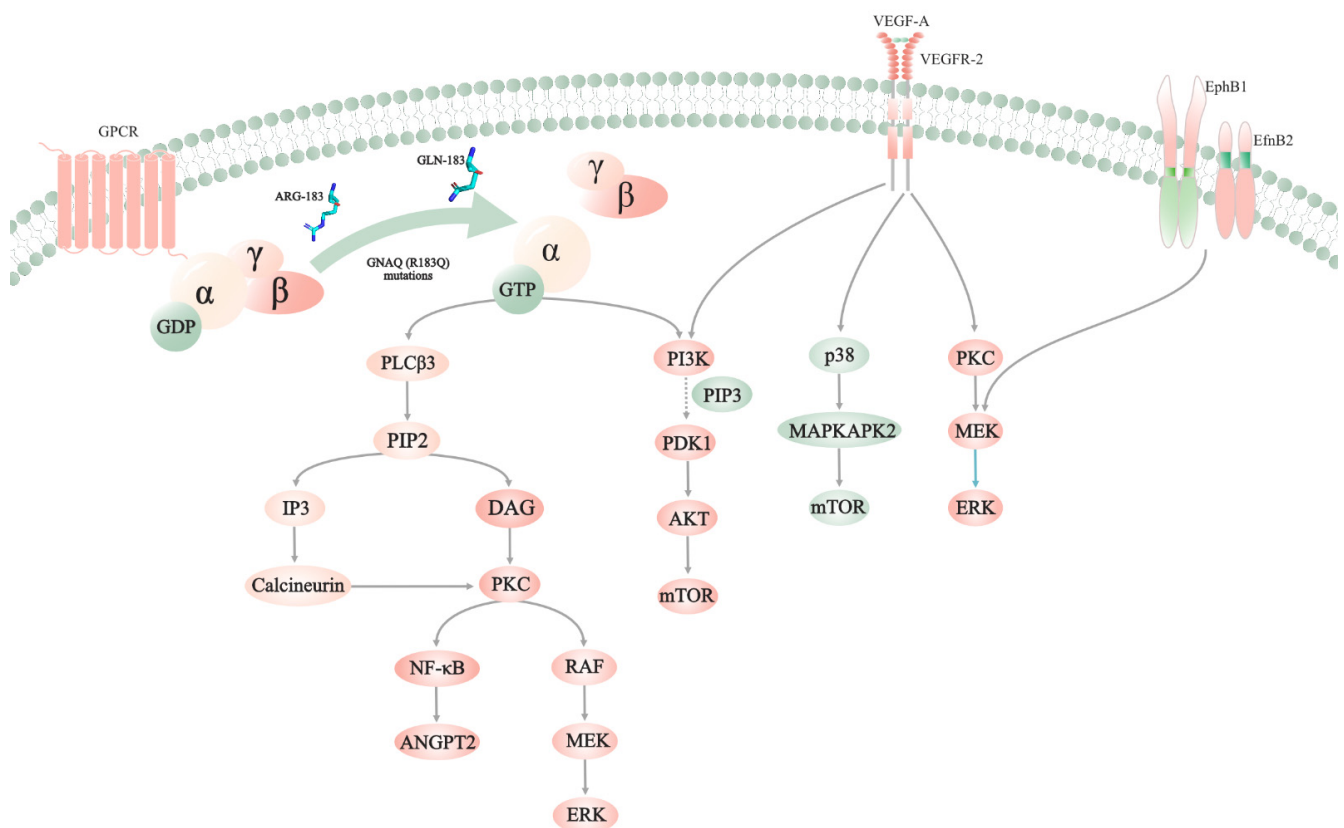 VEGF-A
VEGFR-2
EphB1
EfnB2
GPCR
GLN-183
ARG-183
GNAQ (R183Q)
mutations
γ
β
α
GTP
γ
α
β
GDP
PLCβ3
PI3K
p38
PKC
PIP3
PIP2
PDK1
MAPKAPK2
MEK
IP3
DAG
AKT
mTOR
ERK
Calcineurin
PKC
mTOR
NF-κB
RAF
ANGPT2
MEK
ERK